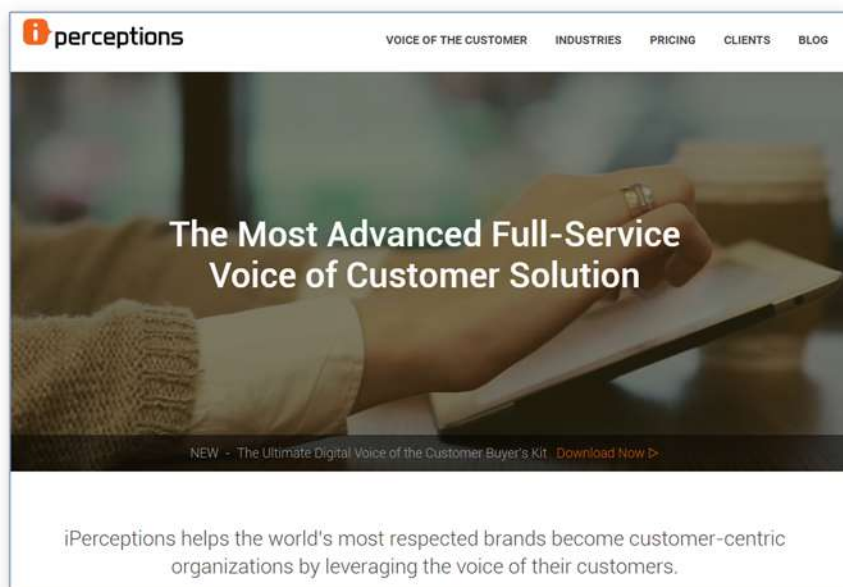 i perceptions
VOICE OF THE CUSTOMER INDUSTRIES PRICING CLIENTS BLOG
The Most Advanced Full-Service
Voice of Customer Solution
NEW - The Ultimate Digital Voice of the Customer Buyer's Kit Download Now
iPerceptions helps the world's most respected brands become customer-centric
organizations by leveraging the voice of their customers.